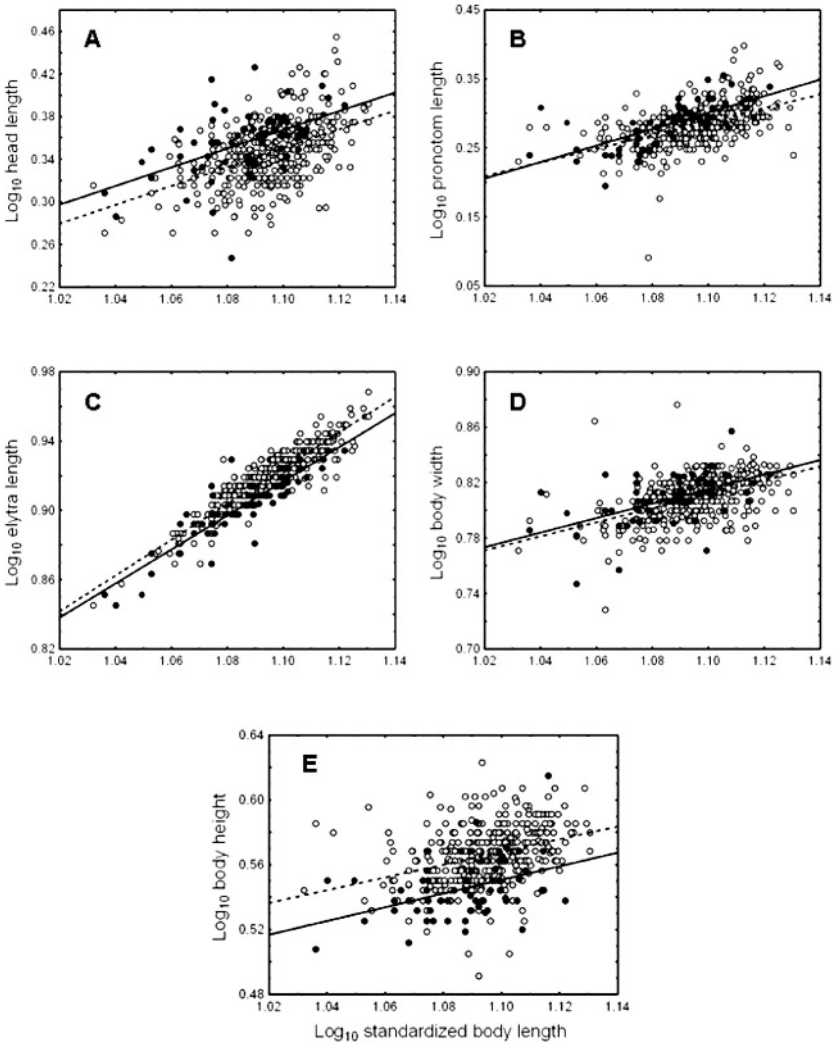 A
Log10 head length
0.46
0.42
0.38
0.34
0.30
0.26
0.22
1.02 1.04 1.06 1.08 1.10 1.12 1.14
B
Log10 pronotom length
0.45
0.35
0.25
0.15
0.05
1.02 1.04 1.06 1.08 1.10 1.12 1.14
C
Log10 elytra length
0.98
0.94
0.90
0.86
0.82
1.02 1.04 1.06 1.08 1.10 1.12 1.14
D
Log10 body width
0.90
0.86
0.82
0.78
0.74
0.70
1.02 1.04 1.06 1.08 1.10 1.12 1.14
E
Log10 body height
0.64
0.60
0.56
0.52
0.48
1.02 1.04 1.06 1.08 1.10 1.12 1.14
Log10 standardized body length